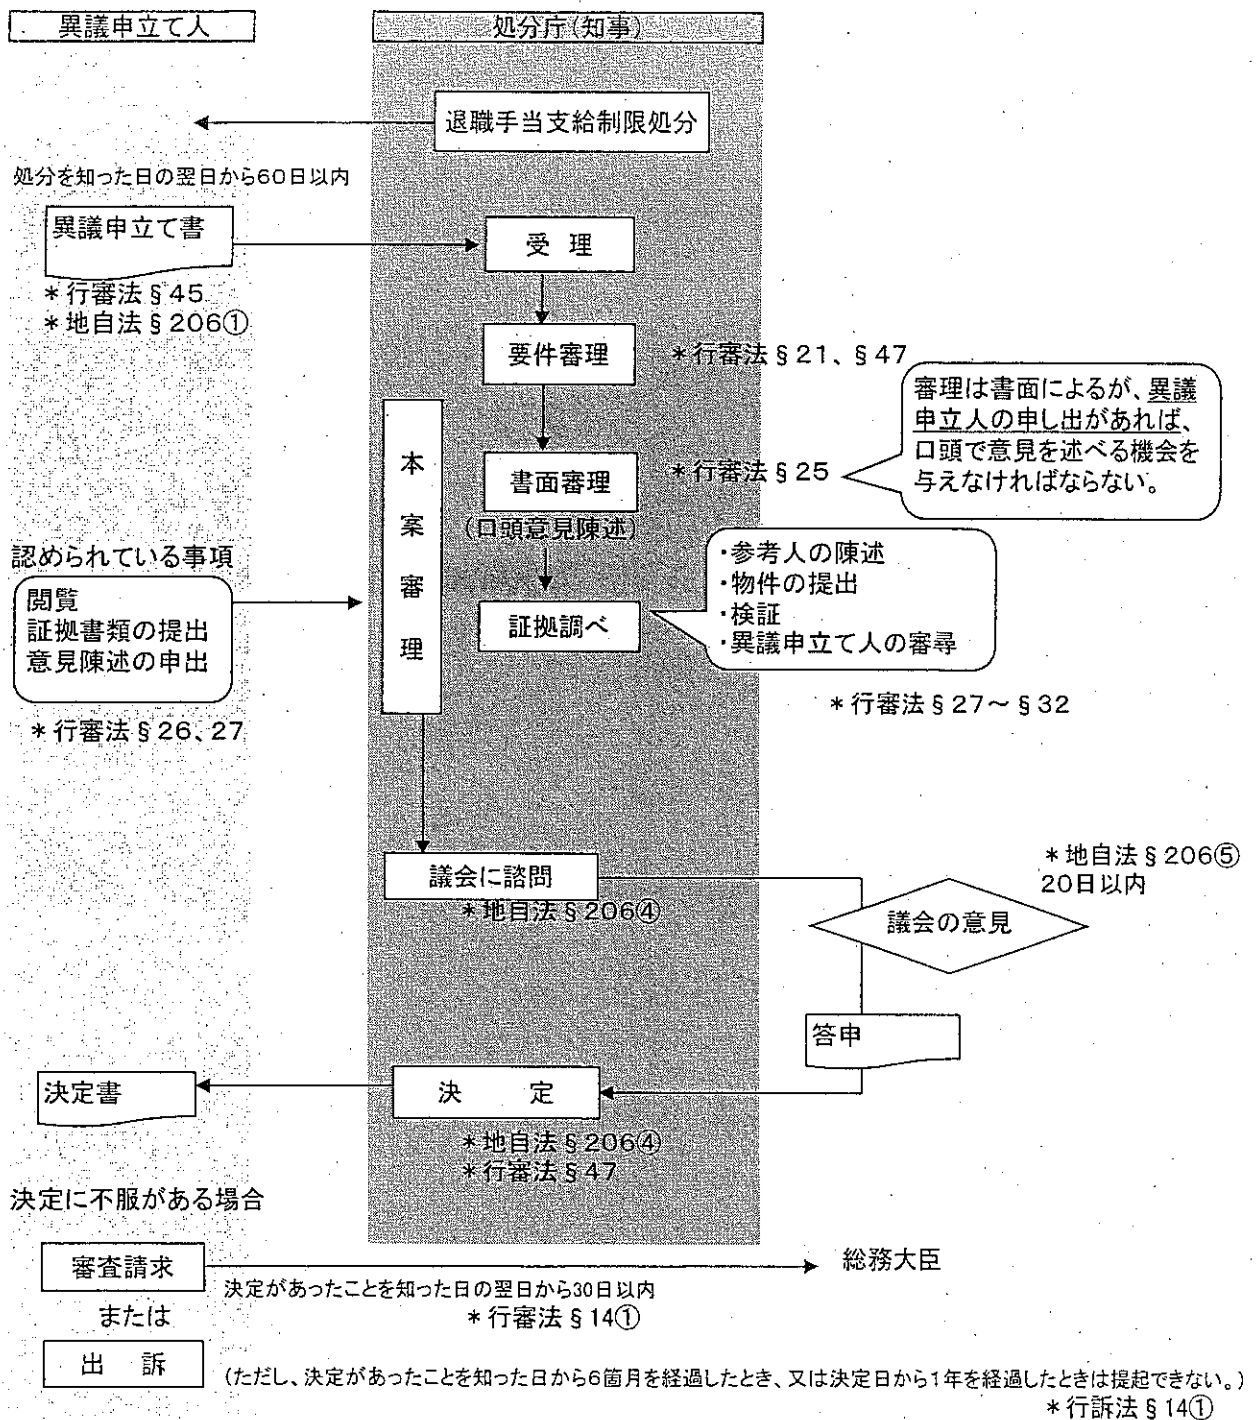 異議申立て人
処分庁(知事)
退職手当支給制限処分
処分を知った日の翌日から60日以内
異議申立て書
受 理
*行審法§45
*地自法§206①
要件審理
*行審法§21、§47
審理は書面によるが、異議
申立人の申し出があれば、
口頭で意見を述べる機会を
与えなければならない。
本案審理
書面審理
*行審法§25
(口頭意見陳述)
認められている事項
閲覧
証拠書類の提出
意見陳述の申出
*行審法§26、27
証拠調べ
・参考人の陳述
・物件の提出
・検証
・異議申立て人の審尋
*行審法§27~§32
議会に諮問
*地自法§206④
*地自法§206⑤
20日以内
議会の意見
答申
決定書
決 定
*地自法§206④
*行審法§47
決定に不服がある場合
審査請求
総務大臣
決定があったことを知った日の翌日から30日以内
または
*行審法§14①
出 訴
(ただし、決定があったことを知った日から6箇月を経過したとき、又は決定日から1年を経過したときは提起できない。)
*行訴法§14①